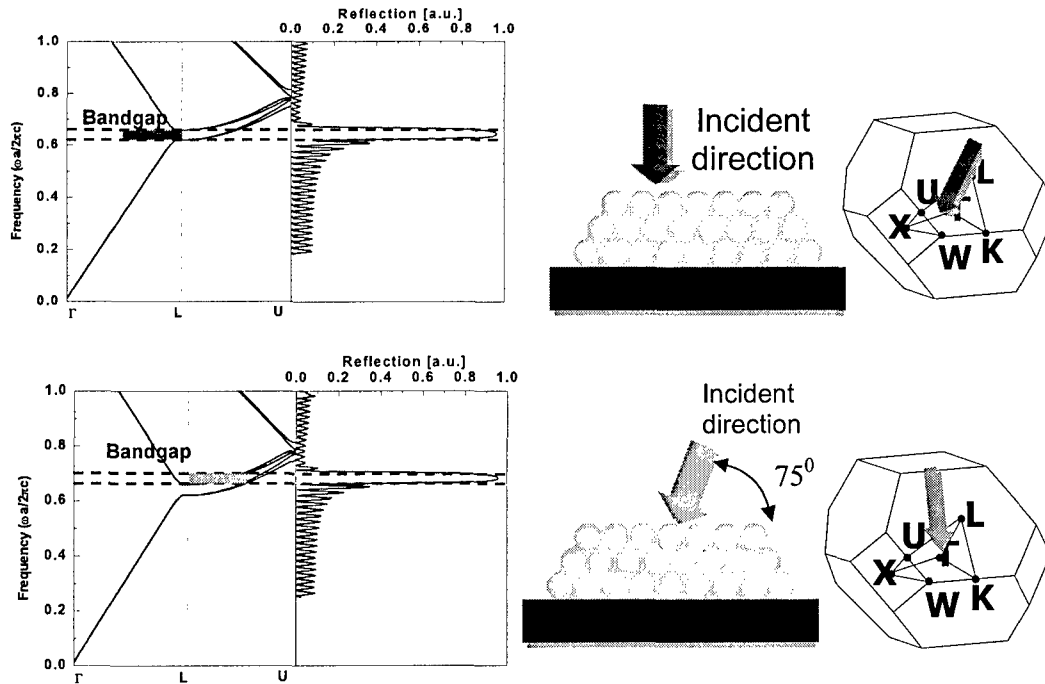 Reflection [a.u.]
0.0 0.2 0.4 0.6 0.8 1.0
1.0
0.8
0.6
0.4
0.2
0.0
Frequency (ωa/2πc)
Bandgap
Γ L U
Incident
direction
U L
X Γ
W K
Reflection [a.u.]
0.0 0.2 0.4 0.6 0.8 1.0
1.0
0.8
0.6
0.4
0.2
0.0
Frequency (ωa/2πc)
Bandgap
Γ L U
Incident
direction
75⁰
U L
X Γ
W K